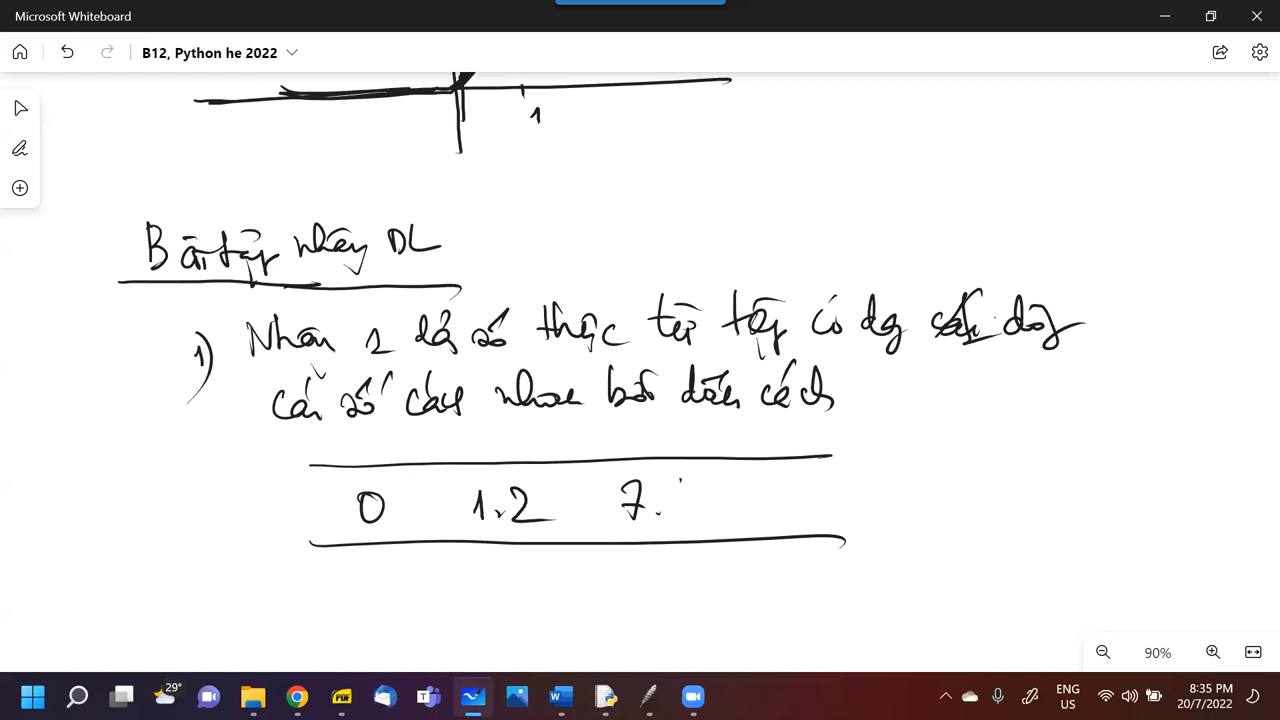 Microsoft Whiteboard
B12, Python he 2022
1
Bài tập nhập DL
1) Nhận 1 dãy số thực từ tệp có dạng dòng
các số cách nhau bởi dấu cách
0 1.2 7.
90%
29°
ENG
US
8:35 PM
20/7/2022